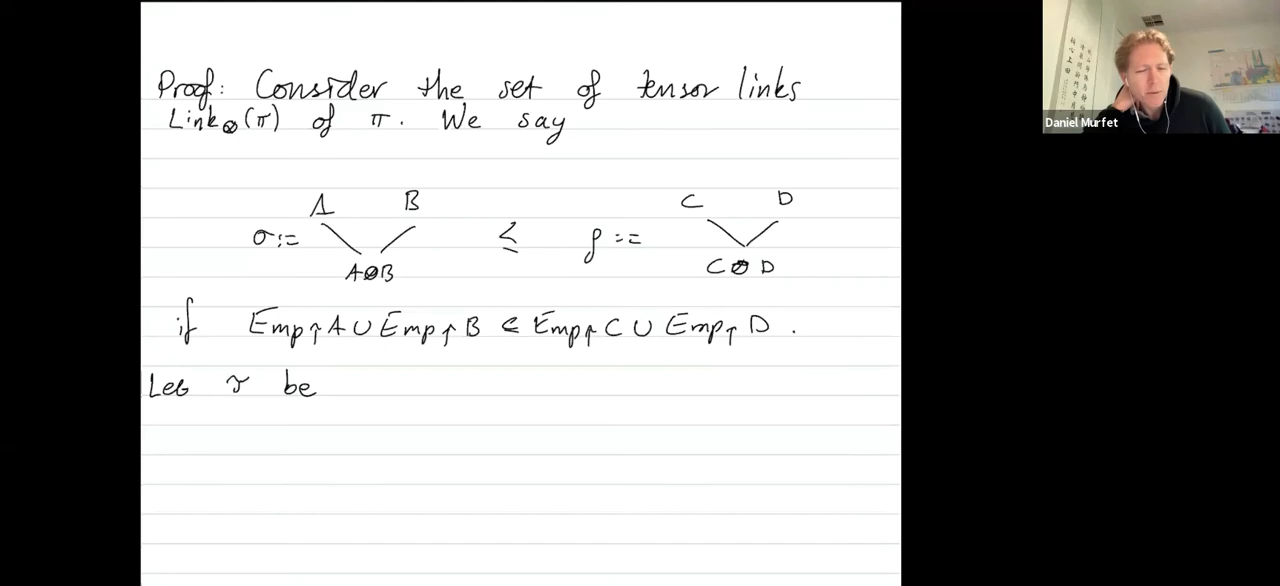 Proof: Consider the set of tensor links
Link⊗(π) of π. We say
A B C D
σ := ≤ ρ :=
A⊗B C⊗D
if Emp↑A ∪ Emp↑B ⊆ Emp↑C ∪ Emp↑D .
Let τ be
Daniel Murfet